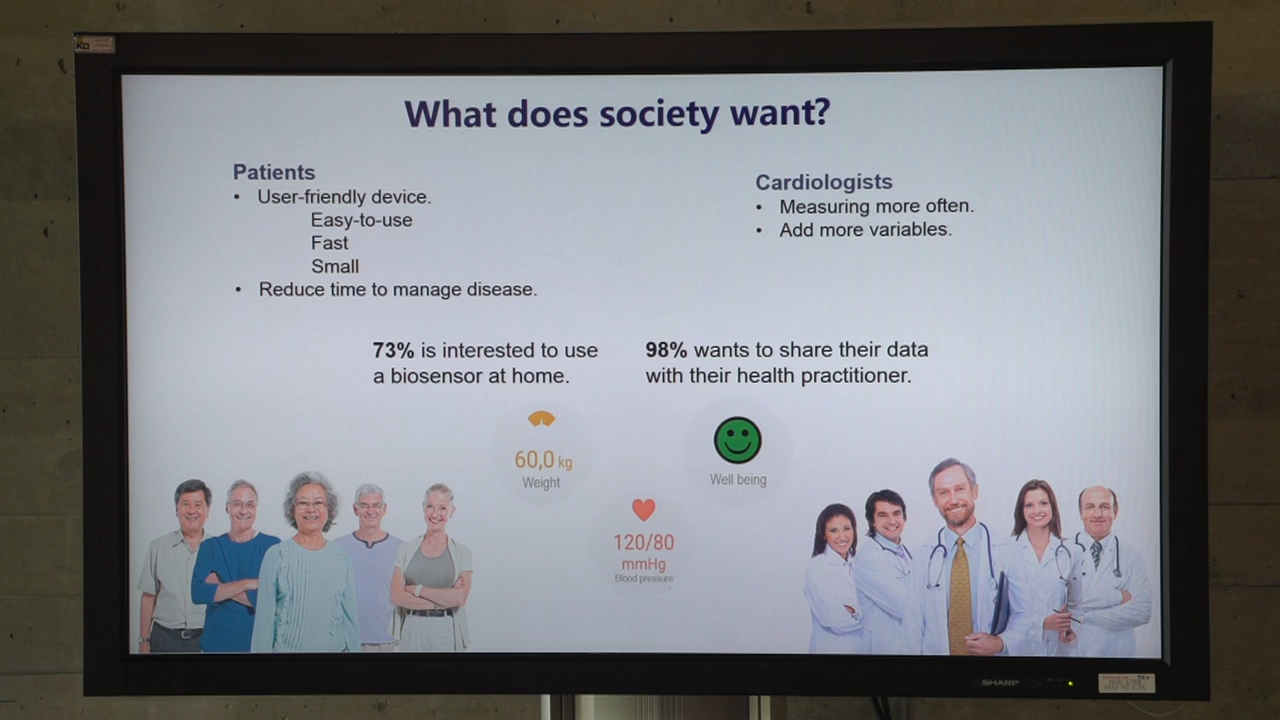 What does society want?
Patients
• User-friendly device.
Easy-to-use
Fast
Small
• Reduce time to manage disease.
Cardiologists
• Measuring more often.
• Add more variables.
73% is interested to use
a biosensor at home.
98% wants to share their data
with their health practitioner.
60,0 kg
Weight
Well being
120/80
mmHg
Blood pressure
SHARP